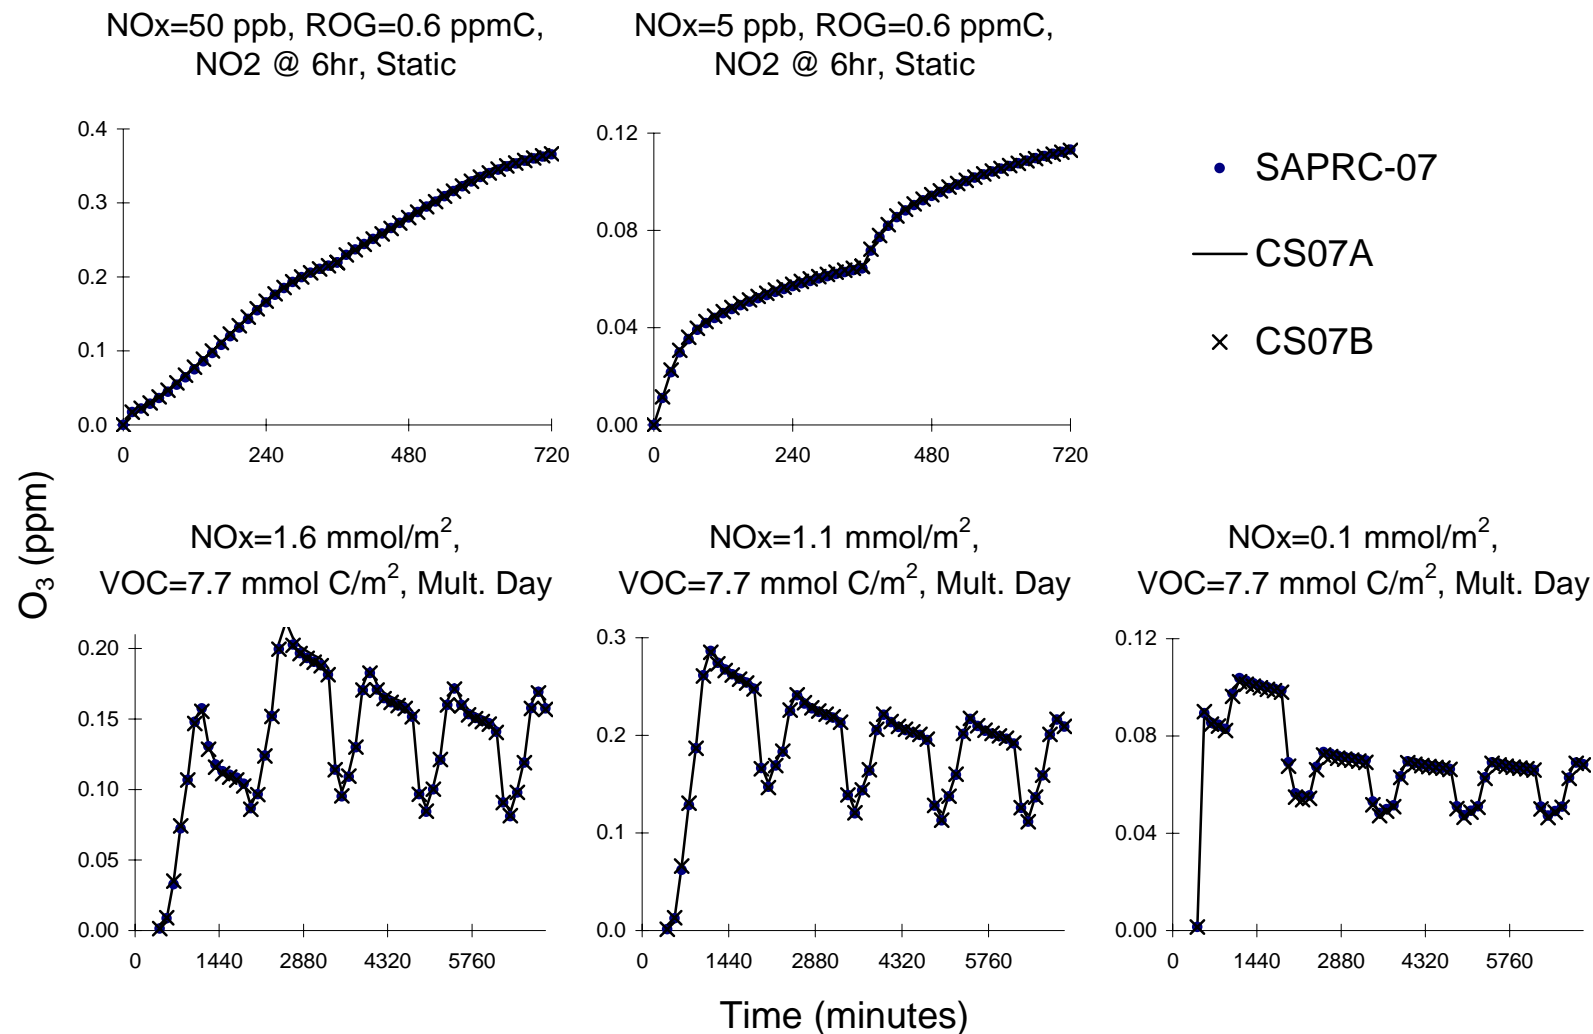 NOx=50 ppb, ROG=0.6 ppmC,
NO2 @ 6hr, Static
0.4
0.3
0.2
0.1
0.0
0 240 480 720
NOx=5 ppb, ROG=0.6 ppmC,
NO2 @ 6hr, Static
0.12
0.08
0.04
0.00
0 240 480 720
SAPRC-07
CS07A
CS07B
O₃ (ppm)
NOx=1.6 mmol/m²,
VOC=7.7 mmol C/m², Mult. Day
0.20
0.15
0.10
0.05
0.00
0 1440 2880 4320 5760
NOx=1.1 mmol/m²,
VOC=7.7 mmol C/m², Mult. Day
0.3
0.2
0.1
0.0
0 1440 2880 4320 5760
NOx=0.1 mmol/m²,
VOC=7.7 mmol C/m², Mult. Day
0.12
0.08
0.04
0.00
0 1440 2880 4320 5760
Time (minutes)